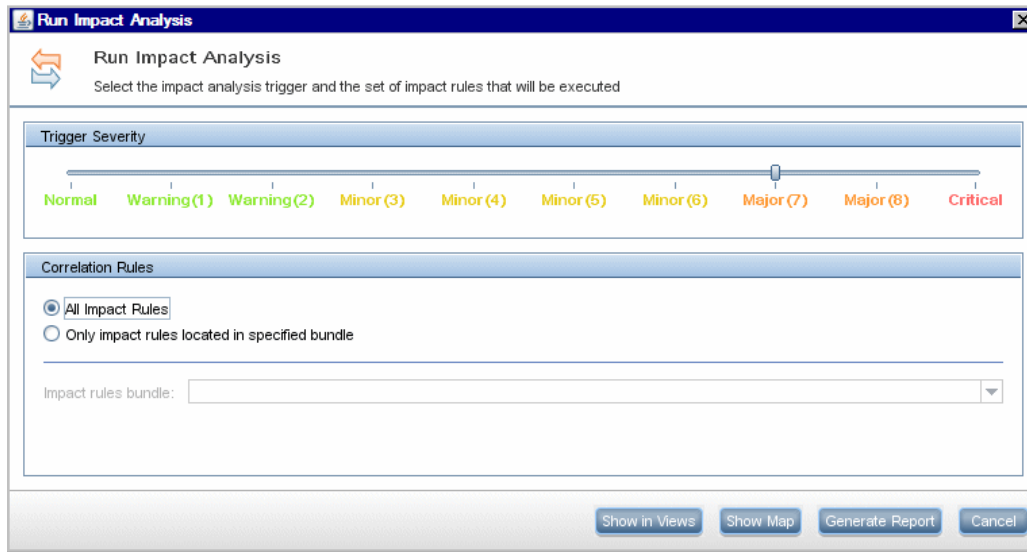 Run Impact Analysis
Run Impact Analysis
Select the impact analysis trigger and the set of impact rules that will be executed
Trigger Severity
Normal Warning(1) Warning(2) Minor(3) Minor(4) Minor(5) Minor(6) Major(7) Major(8) Critical
Correlation Rules
All Impact Rules
Only impact rules located in specified bundle
Impact rules bundle:
Show in Views Show Map Generate Report Cancel